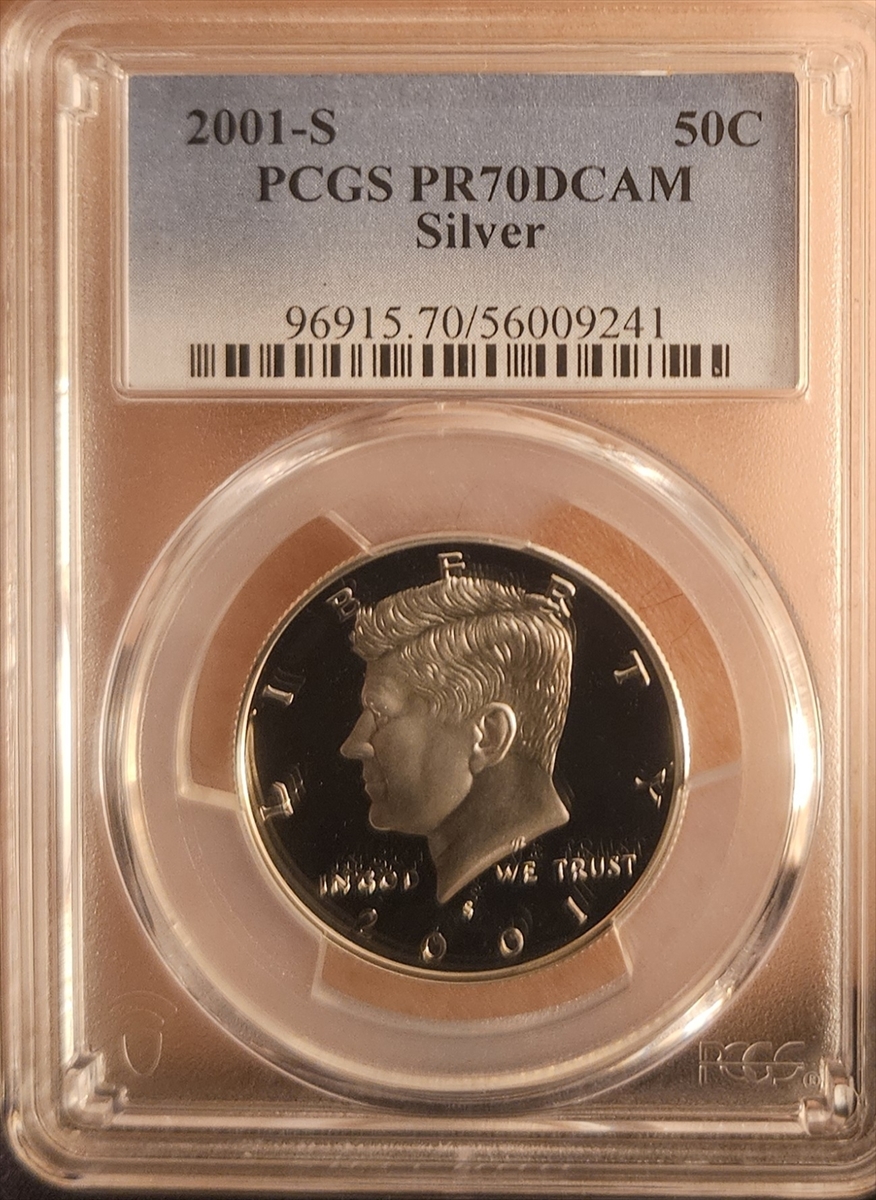 2001-S 50C
PCGS PR70DCAM
Silver
96915.70/56009241
LIBERTY
IN GOD WE TRUST
S
2001
PCGS®